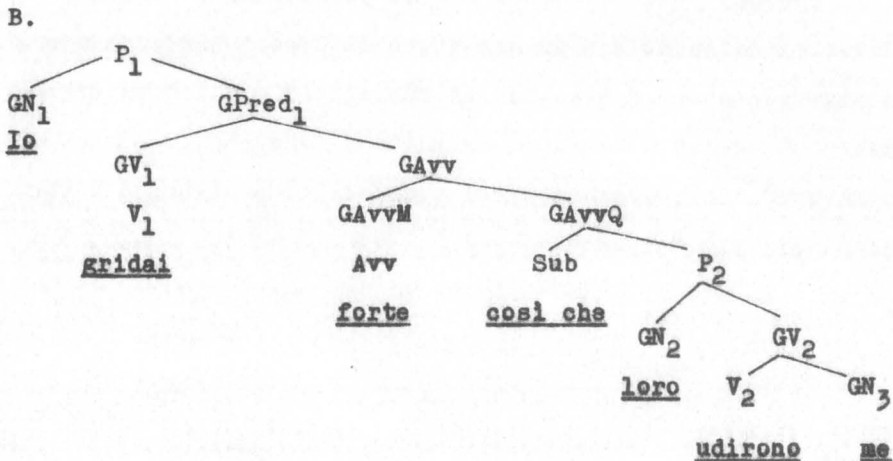 B.
P1
GN1 GPred1
Io
GV1 GAvv
V1 GAvvM GAvvQ
gridai Avv Sub P2
forte così che GN2 GV2
loro V2 GN3
udirono me